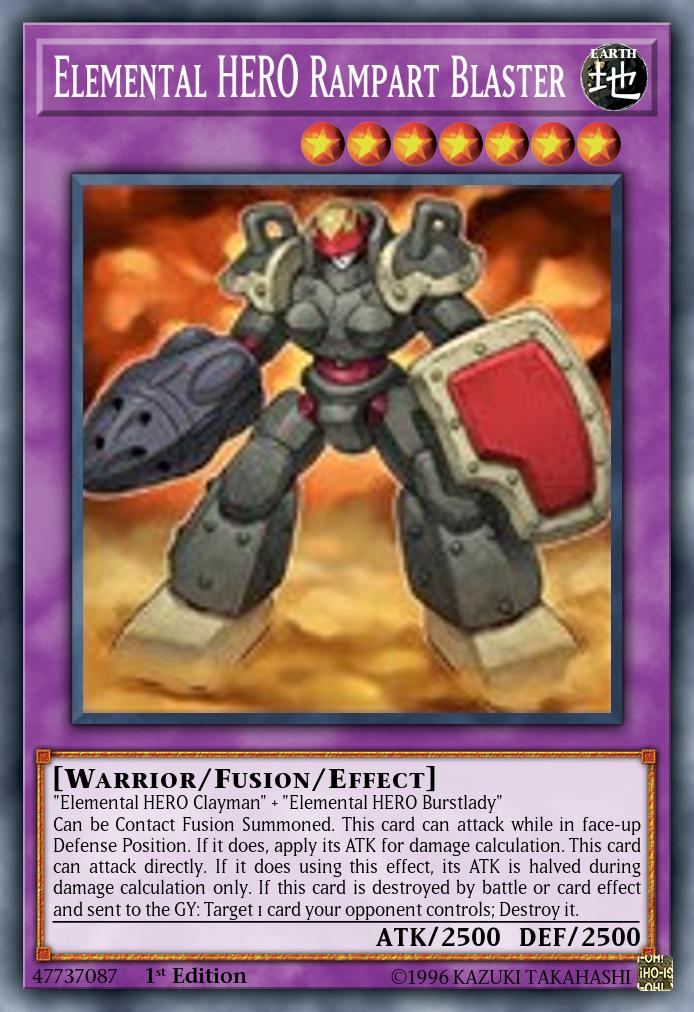 ELEMENTAL HERO RAMPART BLASTER
EARTH
地
[WARRIOR/FUSION/EFFECT]
"Elemental HERO Clayman" + "Elemental HERO Burstlady"
Can be Contact Fusion Summoned. This card can attack while in face-up
Defense Position. If it does, apply its ATK for damage calculation. This card
can attack directly. If it does using this effect, its ATK is halved during
damage calculation only. If this card is destroyed by battle or card effect
and sent to the GY: Target 1 card your opponent controls; Destroy it.
ATK/2500 DEF/2500
47737087 1st Edition ©1996 KAZUKI TAKAHASHI